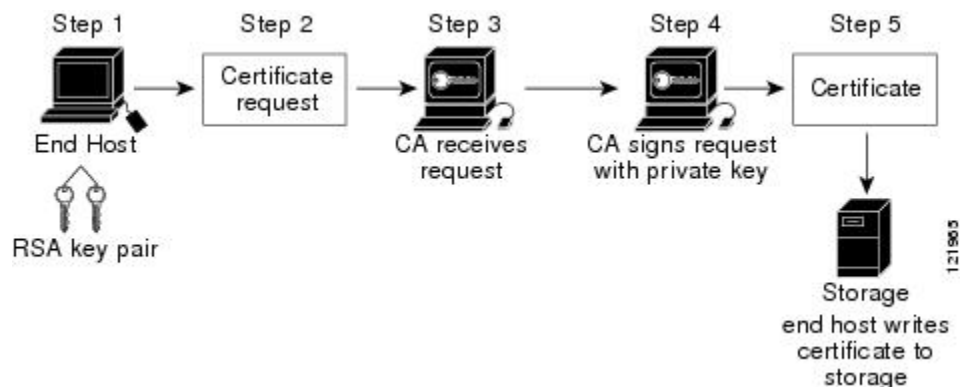 Step 1
Step 2
Step 3
Step 4
Step 5
End Host
RSA key pair
Certificate
request
CA receives
request
CA signs request
with private key
Certificate
Storage
end host writes
certificate to
storage
121965